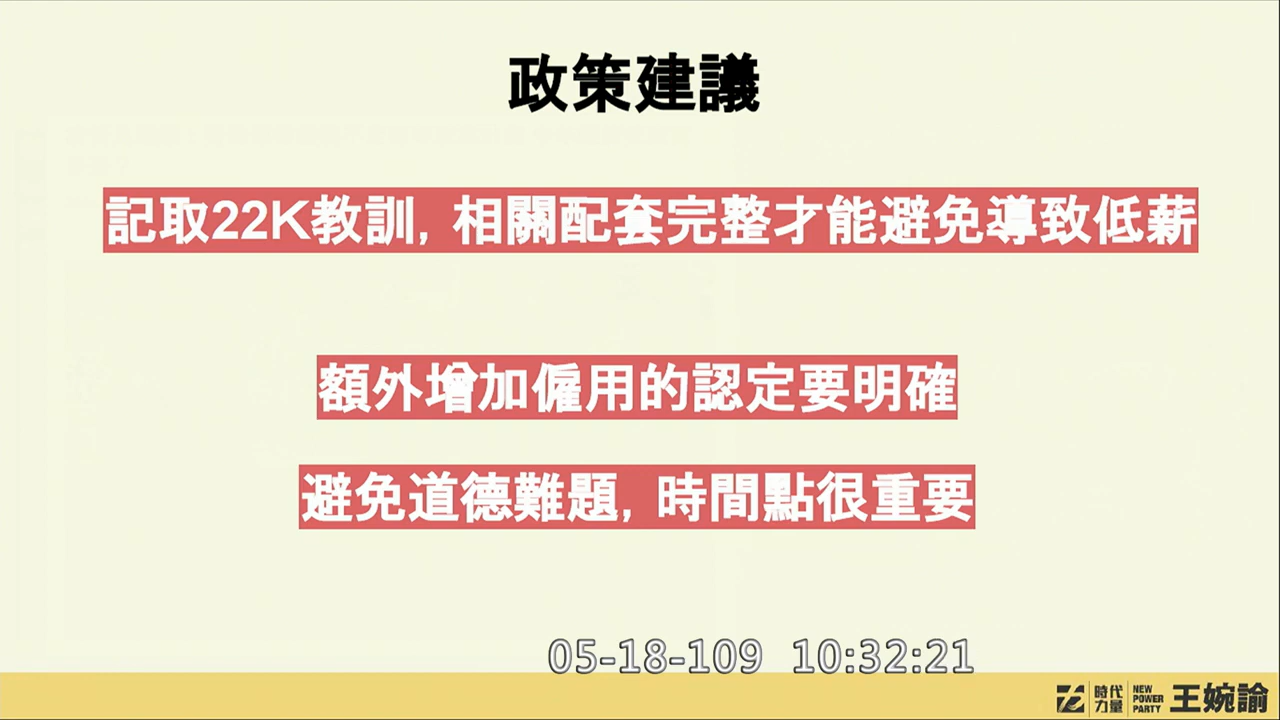 政策建議
記取22K教訓, 相關配套完整才能避免導致低薪
額外增加僱用的認定要明確
避免道德難題, 時間點很重要
05-18-109 10:32:21
時代力量 NEW POWER PARTY 王婉諭